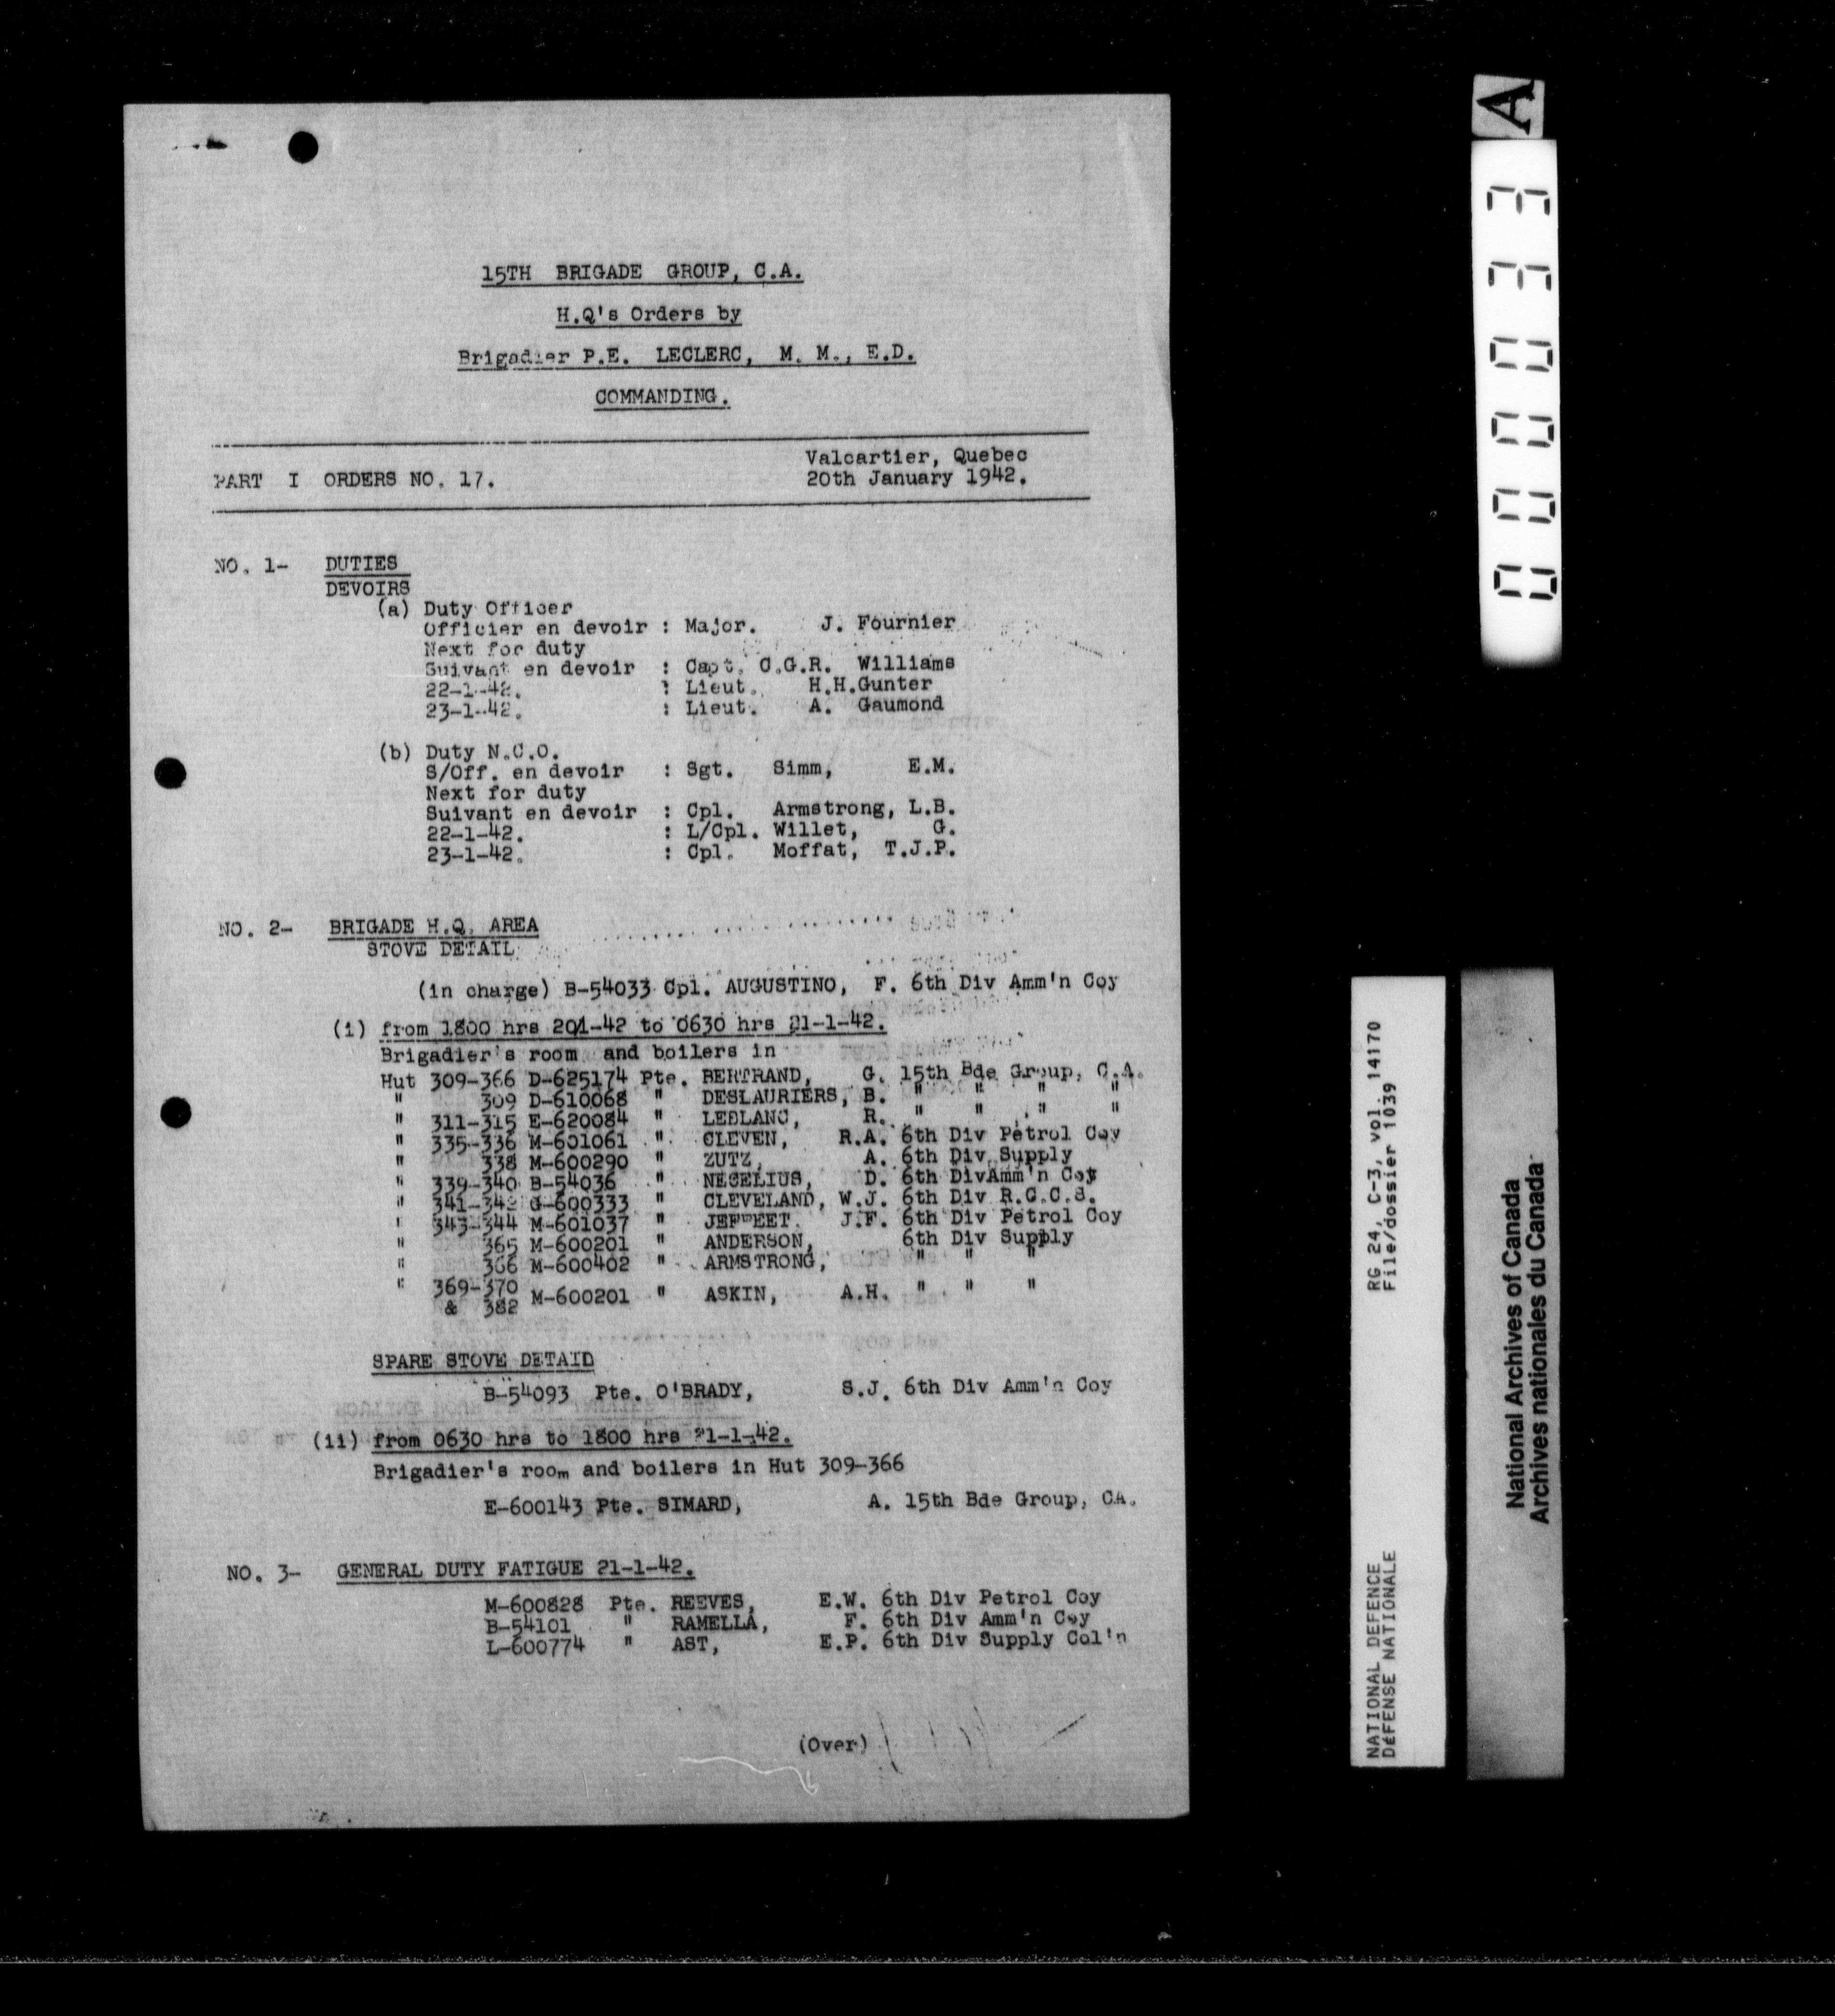 15TH BRIGADE GROUP, C.A.
H.Q's Orders by
Brigadier P.E. LECLERC, M. M., E.D.
COMMANDING.
Valcartier, Quebec
PART I ORDERS NO. 17. 20th January 1942.
NO. 1- DUTIES
DEVOIRS
(a) Duty Officer
Officier en devoir : Major. J. Fournier
Next for duty
Suivant en devoir : Capt. C.G.R. Williams
22-1-42. : Lieut. H.H.Gunter
23-1-42. : Lieut. A. Gaumond
(b) Duty N.C.O.
S/Off. en devoir : Sgt. Simm, E.M.
Next for duty
Suivant en devoir : Cpl. Armstrong, L.B.
22-1-42. : L/Cpl. Willet, G.
23-1-42. : Cpl. Moffat, T.J.P.
NO. 2- BRIGADE H.Q. AREA
STOVE DETAIL
(in charge) B-54033 Cpl. AUGUSTINO, F. 6th Div Amm'n Coy
(i) from 1800 hrs 20/1-42 to 0630 hrs 21-1-42.
Brigadier's room and boilers in
Hut 309-366 D-625174 Pte. BERTRAND, G. 15th Bde Group, C.A.
" 309 D-610068 " DESLAURIERS, B. " " " "
" 311-315 E-620084 " LEBLANC, R. " " " "
" 335-336 M-601061 " CLEVEN, R.A. 6th Div Petrol Coy
" 338 M-600290 " ZUTZ, A. 6th Div Supply
" 339-340 B-54036 " NESELIUS, D. 6th DivAmm'n Coy
" 341-342 G-600333 " CLEVELAND, W.J. 6th Div R.C.C.S.
" 343-344 M-601037 " J.F. 6th Div Petrol Coy
" 365 M-600201 " ANDERSON, 6th Div Supply
" 366 M-600402 " ARMSTRONG, " " "
" 369-370
& 382 M-600201 " ASKIN, A.H. " " "
SPARE STOVE DETAID
B-54093 Pte. O'BRADY, S.J. 6th Div Amm'n Coy
(ii) from 0630 hrs to 1800 hrs 21-1-42.
Brigadier's room and boilers in Hut 309-366
E-600143 Pte. SIMARD, A. 15th Bde Group, CA.
NO. 3- GENERAL DUTY FATIGUE 21-1-42.
M-600828 Pte. REEVES, E.W. 6th Div Petrol Coy
B-54101 " RAMELLA, F. 6th Div Amm'n Coy
L-600774 " AST, E.P. 6th Div Supply Col'n
(Over)
A
000033
RG 24, C-3, vol. 14170
File/dossier 1039
NATIONAL DEFENCE
DéFENSE NATIONALE
National Archives of Canada
Archives nationales du Canada